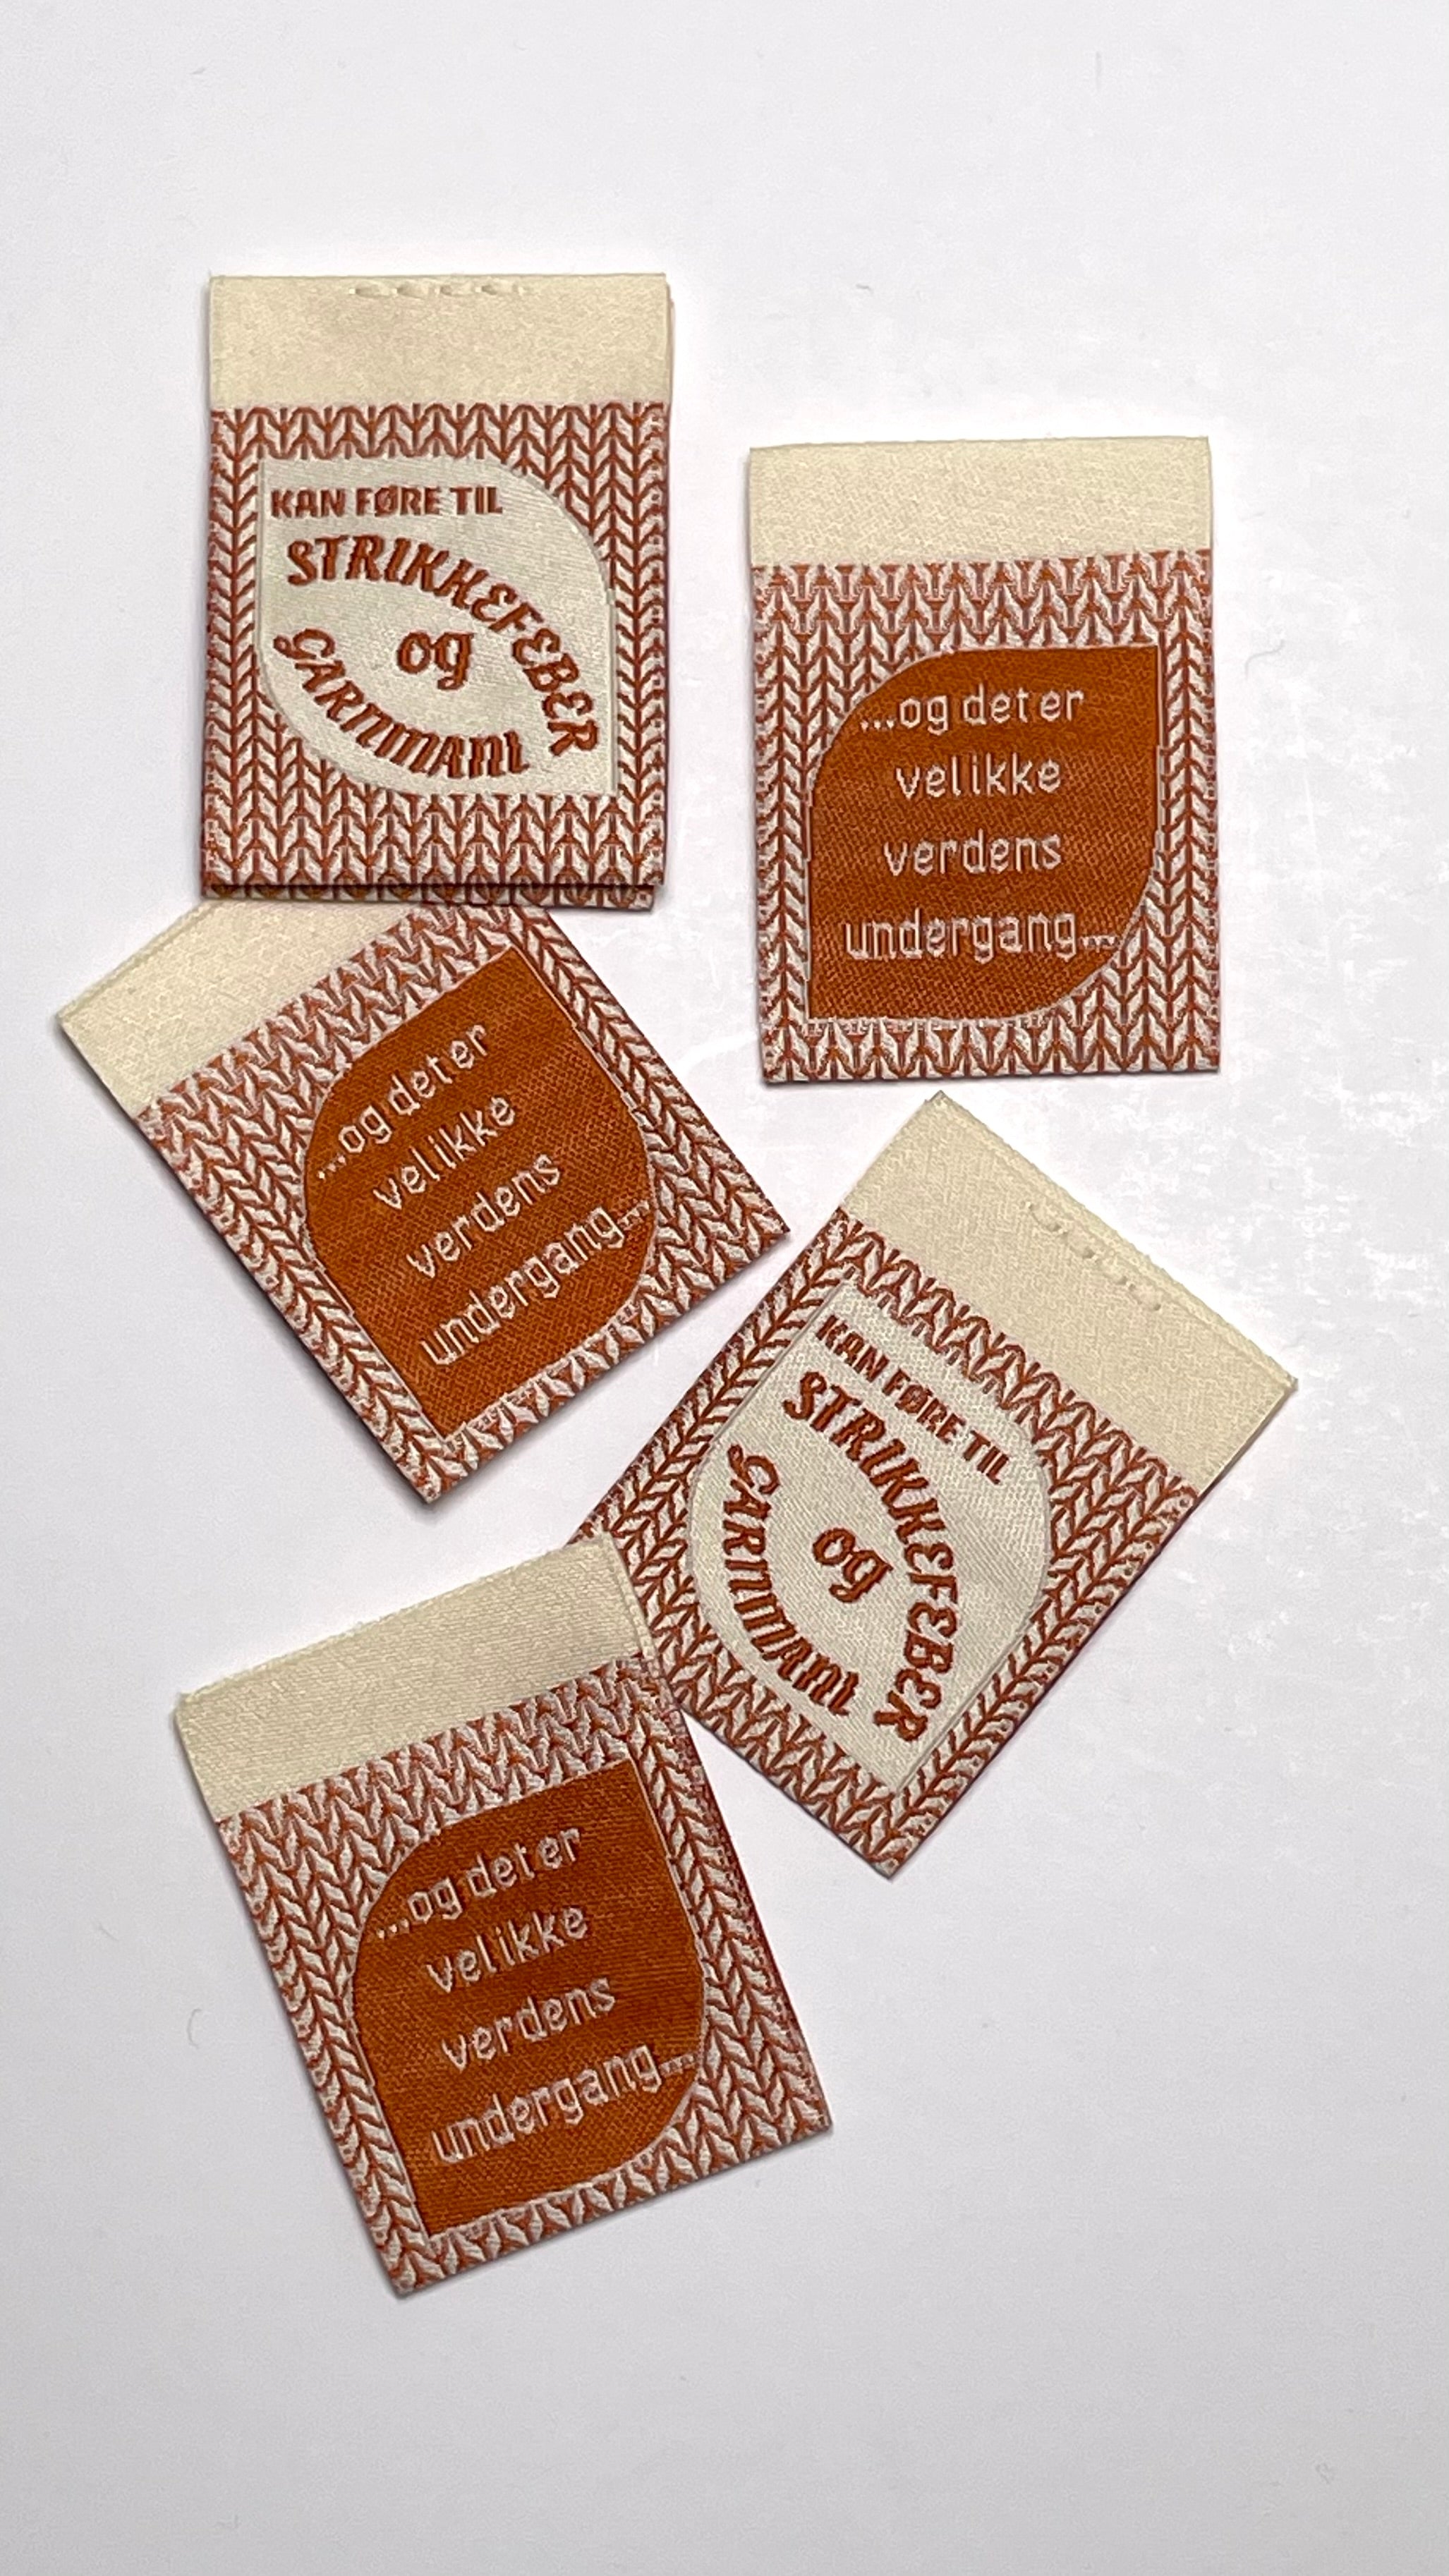 KAN FØRE TIL
STRIKKEFEBER
og
GARNMANI
...og det er
vel ikke
verdens
undergang...
...og det er
vel ikke
verdens
undergang...
KAN FØRE TIL
STRIKKEFEBER
og
GARNMANI
...og det er
vel ikke
verdens
undergang...